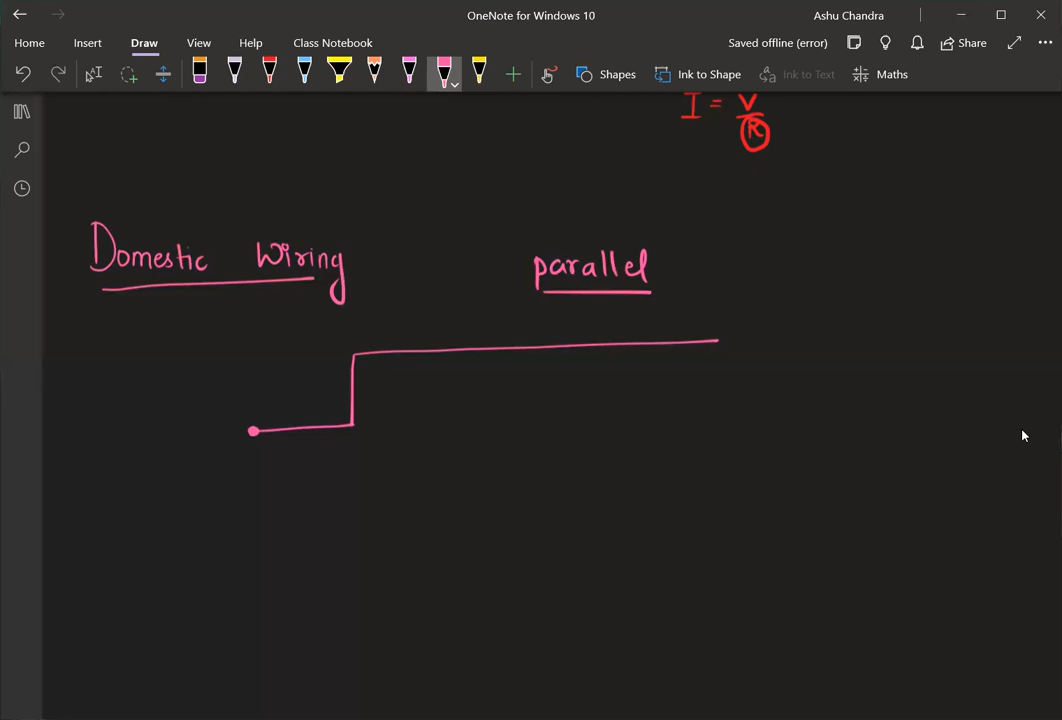 OneNote for Windows 10
Ashu Chandra
Home Insert Draw View Help Class Notebook
Saved offline (error)
Share
Shapes
Ink to Shape
Ink to Text
Maths
I = V
R
Domestic Wiring
parallel